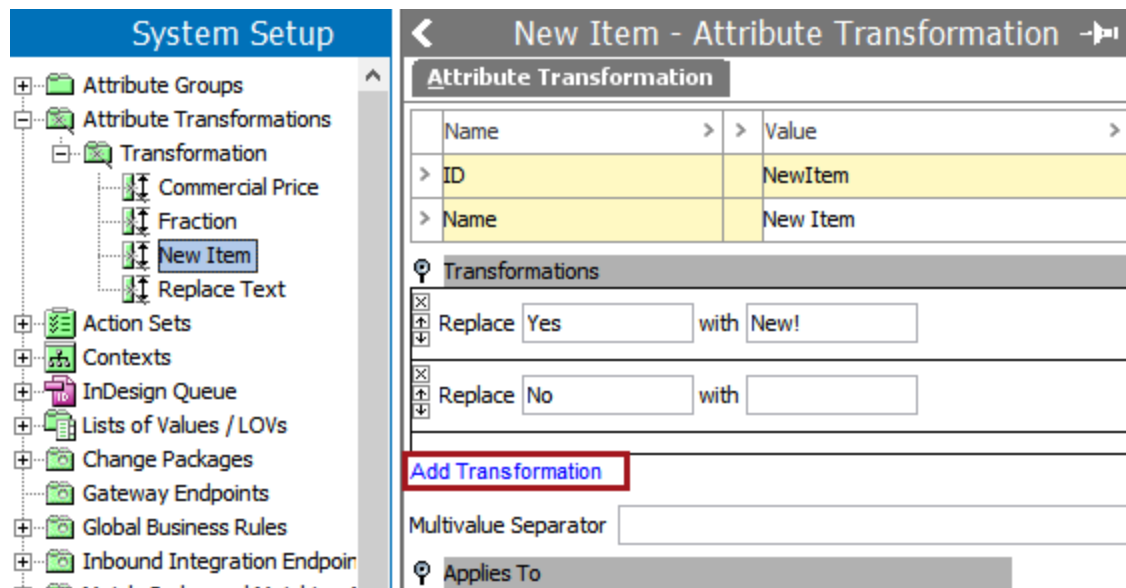 System Setup
Attribute Groups
Attribute Transformations
Transformation
Commercial Price
Fraction
New Item
Replace Text
Action Sets
Contexts
InDesign Queue
Lists of Values / LOVs
Change Packages
Gateway Endpoints
Global Business Rules
Inbound Integration Endpoin
New Item - Attribute Transformation
Attribute Transformation
Name > > Value >
> ID NewItem
> Name New Item
Transformations
Replace Yes with New!
Replace No with
Add Transformation
Multivalue Separator
Applies To